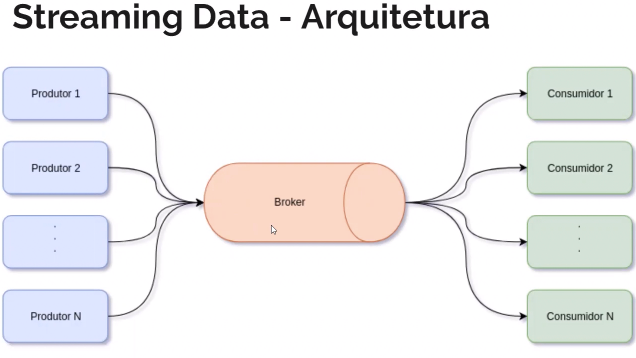 Streaming Data - Arquitetura
Produtor 1
Produtor 2
.
.
.
Produtor N
Broker
Consumidor 1
Consumidor 2
.
.
.
Consumidor N